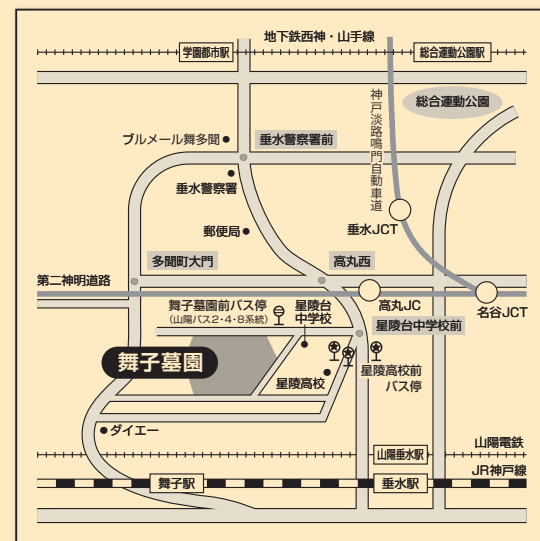 地下鉄西神・山手線
学園都市駅
総合運動公園駅
神戸淡路鳴門自動車道
総合運動公園
ブルメール舞多聞
垂水警察署前
垂水警察署
郵便局
垂水JCT
多聞町大門
高丸西
第二神明道路
舞子墓園前バス停
(山陽バス2・4・8系統)
星陵台
中学校
高丸JC
名谷JCT
星陵台中学校前
舞子墓園
星陵高校
星陵高校前
バス停
ダイエー
山陽電鉄
山陽垂水駅
JR神戸線
舞子駅
垂水駅